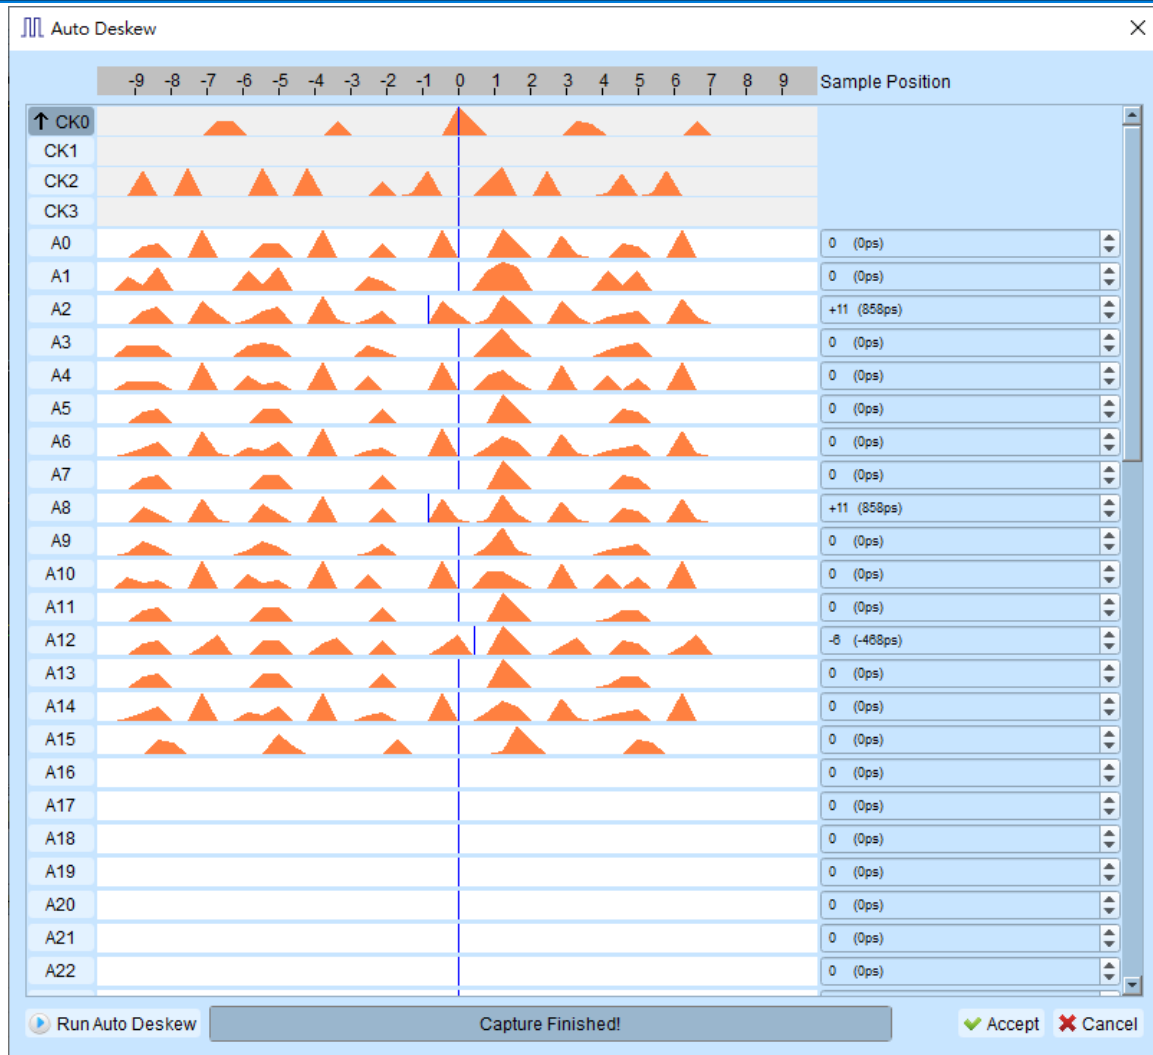 Auto Deskew
-9 -8 -7 -6 -5 -4 -3 -2 -1 0 1 2 3 4 5 6 7 8 9 Sample Position
↑ CK0
CK1
CK2
CK3
A0 0 (0ps)
A1 0 (0ps)
A2 +11 (858ps)
A3 0 (0ps)
A4 0 (0ps)
A5 0 (0ps)
A6 0 (0ps)
A7 0 (0ps)
A8 +11 (858ps)
A9 0 (0ps)
A10 0 (0ps)
A11 0 (0ps)
A12 -6 (-468ps)
A13 0 (0ps)
A14 0 (0ps)
A15 0 (0ps)
A16 0 (0ps)
A17 0 (0ps)
A18 0 (0ps)
A19 0 (0ps)
A20 0 (0ps)
A21 0 (0ps)
A22 0 (0ps)
Run Auto Deskew Capture Finished! Accept Cancel